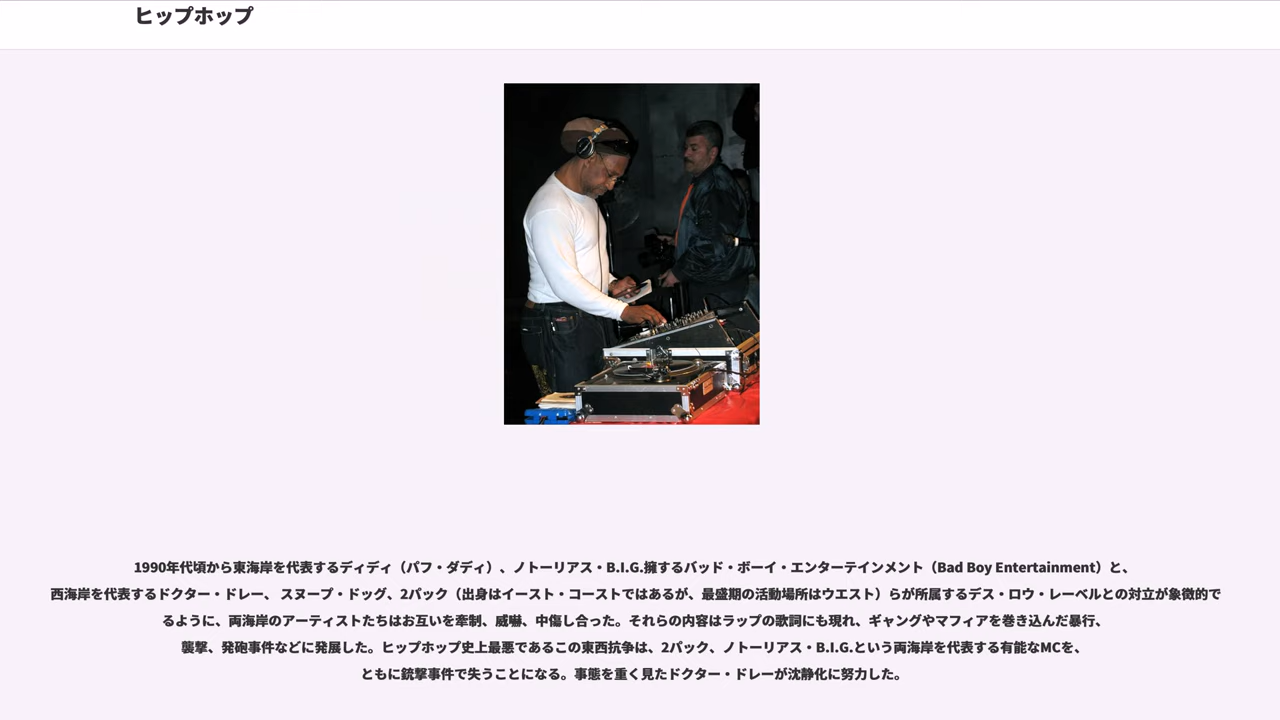 ヒップホップ
1990年代頃から東海岸を代表するディディ（パフ・ダディ）、ノトーリアス・B.I.G.擁するバッド・ボーイ・エンターテインメント（Bad Boy Entertainment）と、
西海岸を代表するドクター・ドレー、 スヌープ・ドッグ、2パック（出身はイースト・コーストではあるが、最盛期の活動場所はウエスト）らが所属するデス・ロウ・レーベルとの対立が象徴的で
るように、両海岸のアーティストたちはお互いを牽制、威嚇、中傷し合った。それらの内容はラップの歌詞にも現れ、ギャングやマフィアを巻き込んだ暴行、
襲撃、発砲事件などに発展した。ヒップホップ史上最悪であるこの東西抗争は、2パック、ノトーリアス・B.I.G.という両海岸を代表する有能なMCを、
ともに銃撃事件で失うことになる。事態を重く見たドクター・ドレーが沈静化に努力した。